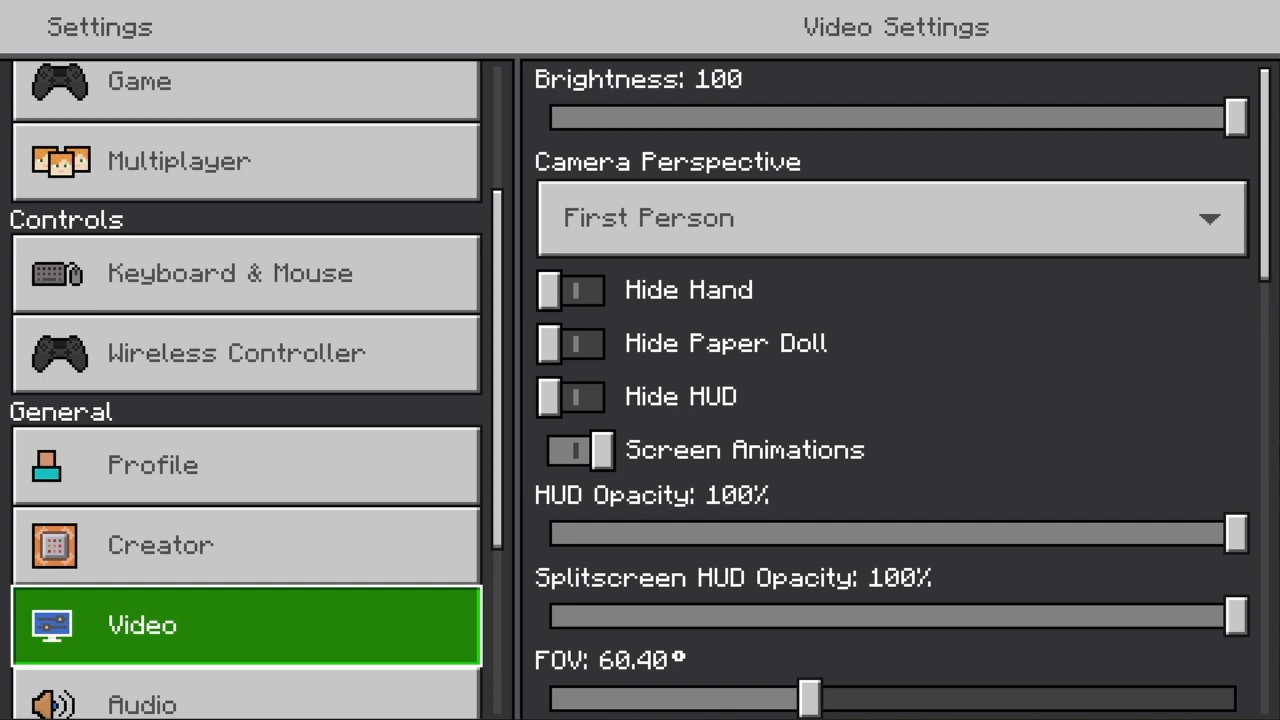 Settings
Video Settings
Game
Multiplayer
Controls
Keyboard & Mouse
Wireless Controller
General
Profile
Creator
Video
Audio
Brightness: 100
Camera Perspective
First Person
Hide Hand
Hide Paper Doll
Hide HUD
Screen Animations
HUD Opacity: 100%
Splitscreen HUD Opacity: 100%
FOV: 60.40°